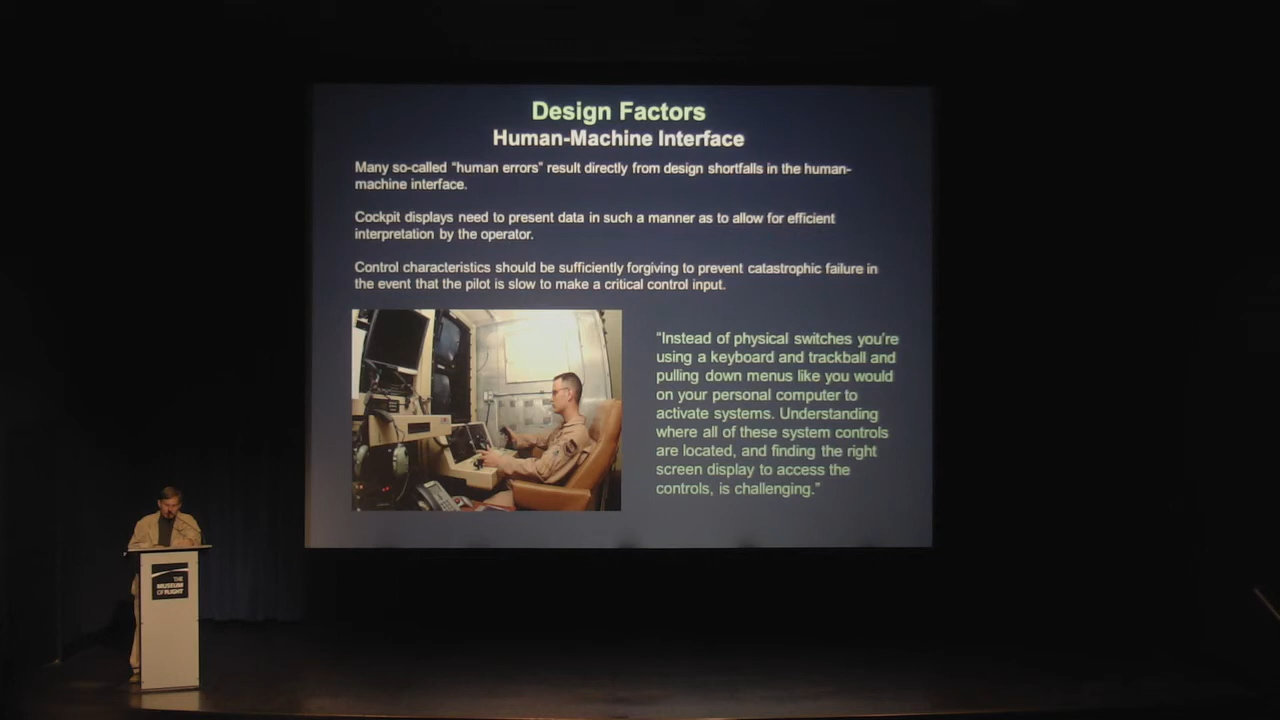 Design Factors
Human-Machine Interface
Many so-called “human errors” result directly from design shortfalls in the human-
machine interface.
Cockpit displays need to present data in such a manner as to allow for efficient
interpretation by the operator.
Control characteristics should be sufficiently forgiving to prevent catastrophic failure in
the event that the pilot is slow to make a critical control input.
“Instead of physical switches you’re
using a keyboard and trackball and
pulling down menus like you would
on your personal computer to
activate systems. Understanding
where all of these system controls
are located, and finding the right
screen display to access the
controls, is challenging.”
THE
MUSEUM
OF FLIGHT